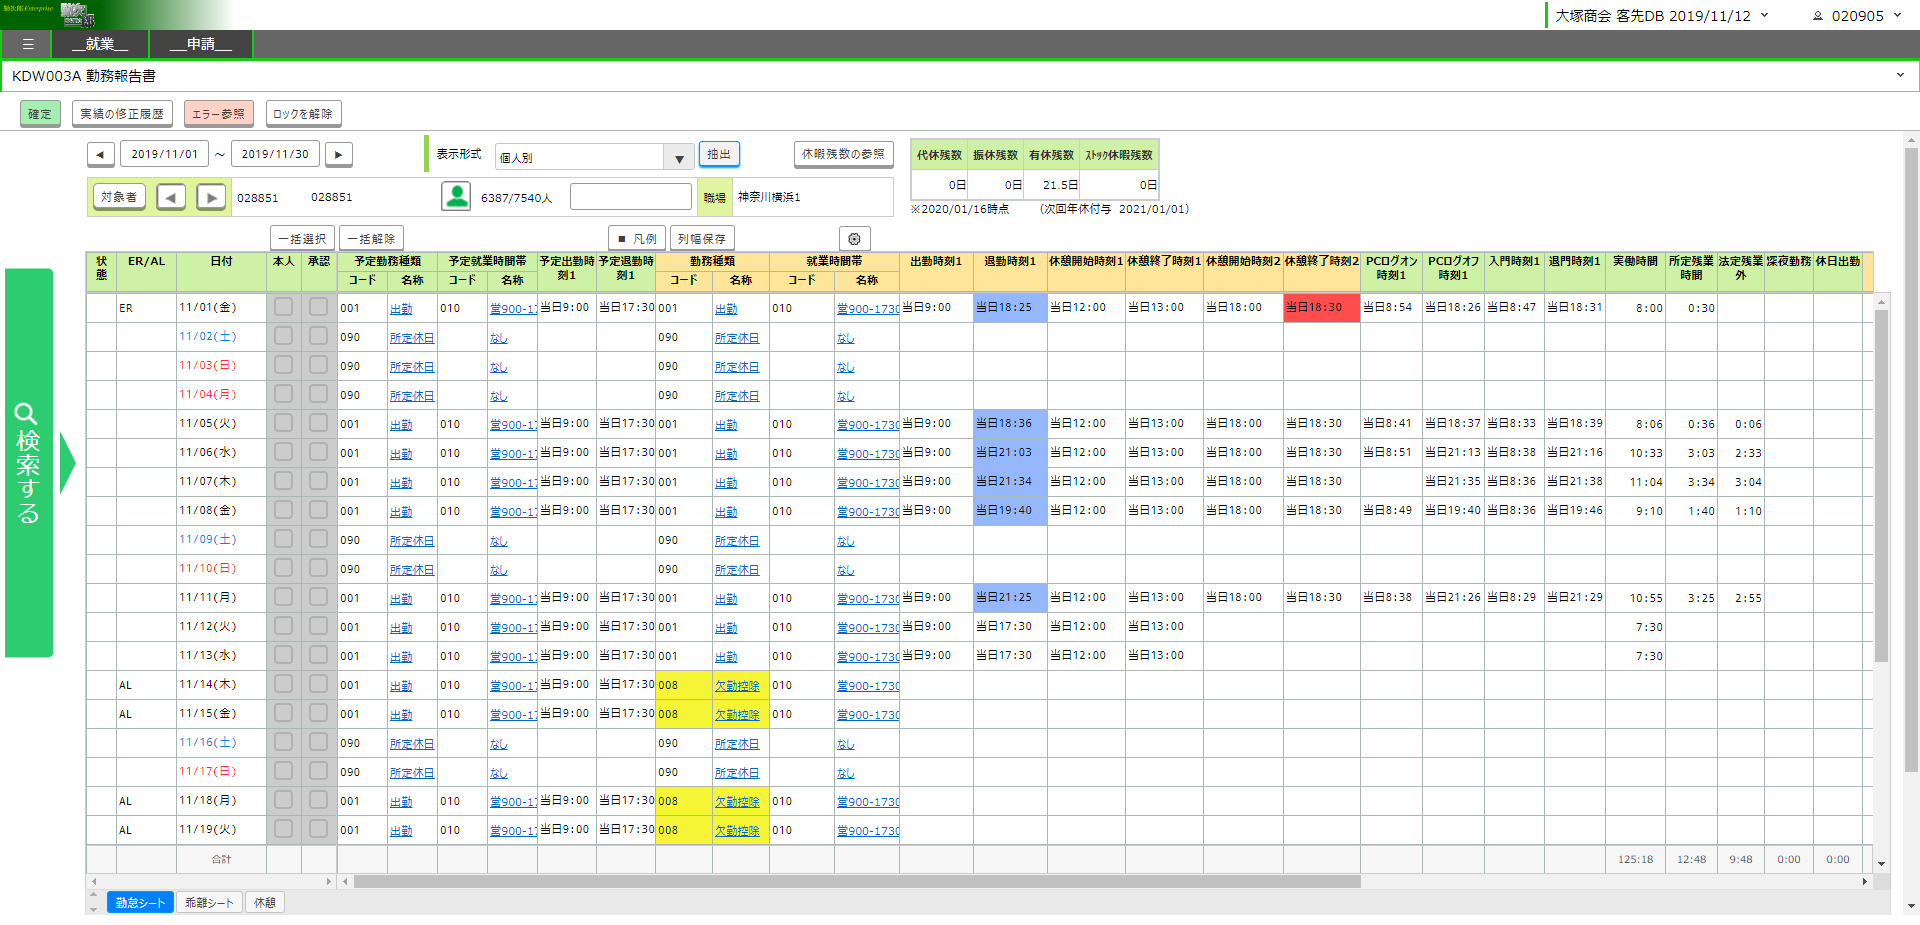 勤次郎 Enterprise 勤次郎 大塚商会 客先DB 2019/11/12 020905
☰ __就業__ __申請__
KDW003A 勤務報告書
確定 実績の修正履歴 エラー参照 ロックを解除
◀ 2019/11/01 ～ 2019/11/30 ▶ 表示形式 個人別 ▼ 抽出 休暇残数の参照
代休残数 振休残数 有休残数 ｽﾄｯｸ休暇残数
0日 0日 21.5日 0日
対象者 ◀ ▶ 028851 028851 6387/7540人 職場 神奈川横浜1
※2020/01/16時点 （次回年休付与 2021/01/01）
一括選択 一括解除 ■ 凡例 列幅保存
状態 ER/AL 日付 本人 承認 予定勤務種類 予定就業時間帯 予定出勤時刻1 予定退勤時刻1 勤務種類 就業時間帯 出勤時刻1 退勤時刻1 休憩開始時刻1 休憩終了時刻1 休憩開始時刻2 休憩終了時刻2 PCログオン時刻1 PCログオフ時刻1 入門時刻1 退門時刻1 実働時間 所定残業時間 法定残業外 深夜勤務 休日出勤
コード 名称 コード 名称 コード 名称 コード 名称
ER 11/01(金) 001 出勤 010 営900-17 当日9:00 当日17:30 001 出勤 010 営900-1730 当日9:00 当日18:25 当日12:00 当日13:00 当日18:00 当日18:30 当日8:54 当日18:26 当日8:47 当日18:31 8:00 0:30
11/02(土) 090 所定休日 なし 090 所定休日 なし
11/03(日) 090 所定休日 なし 090 所定休日 なし
11/04(月) 090 所定休日 なし 090 所定休日 なし
11/05(火) 001 出勤 010 営900-17 当日9:00 当日17:30 001 出勤 010 営900-1730 当日9:00 当日18:36 当日12:00 当日13:00 当日18:00 当日18:30 当日8:41 当日18:37 当日8:33 当日18:39 8:06 0:36 0:06
11/06(水) 001 出勤 010 営900-17 当日9:00 当日17:30 001 出勤 010 営900-1730 当日9:00 当日21:03 当日12:00 当日13:00 当日18:00 当日18:30 当日8:51 当日21:13 当日8:38 当日21:16 10:33 3:03 2:33
11/07(木) 001 出勤 010 営900-17 当日9:00 当日17:30 001 出勤 010 営900-1730 当日9:00 当日21:34 当日12:00 当日13:00 当日18:00 当日18:30 当日21:35 当日8:36 当日21:38 11:04 3:34 3:04
11/08(金) 001 出勤 010 営900-17 当日9:00 当日17:30 001 出勤 010 営900-1730 当日9:00 当日19:40 当日12:00 当日13:00 当日18:00 当日18:30 当日8:49 当日19:40 当日8:36 当日19:46 9:10 1:40 1:10
11/09(土) 090 所定休日 なし 090 所定休日 なし
11/10(日) 090 所定休日 なし 090 所定休日 なし
11/11(月) 001 出勤 010 営900-17 当日9:00 当日17:30 001 出勤 010 営900-1730 当日9:00 当日21:25 当日12:00 当日13:00 当日18:00 当日18:30 当日8:38 当日21:26 当日8:29 当日21:29 10:55 3:25 2:55
11/12(火) 001 出勤 010 営900-17 当日9:00 当日17:30 001 出勤 010 営900-1730 当日9:00 当日17:30 当日12:00 当日13:00 7:30
11/13(水) 001 出勤 010 営900-17 当日9:00 当日17:30 001 出勤 010 営900-1730 当日9:00 当日17:30 当日12:00 当日13:00 7:30
AL 11/14(木) 001 出勤 010 営900-17 当日9:00 当日17:30 008 欠勤控除 010 営900-1730
AL 11/15(金) 001 出勤 010 営900-17 当日9:00 当日17:30 008 欠勤控除 010 営900-1730
11/16(土) 090 所定休日 なし 090 所定休日 なし
11/17(日) 090 所定休日 なし 090 所定休日 なし
AL 11/18(月) 001 出勤 010 営900-17 当日9:00 当日17:30 008 欠勤控除 010 営900-1730
AL 11/19(火) 001 出勤 010 営900-17 当日9:00 当日17:30 008 欠勤控除 010 営900-1730
合計 125:18 12:48 9:48 0:00 0:00
勤怠シート 乖離シート 休憩
検索する